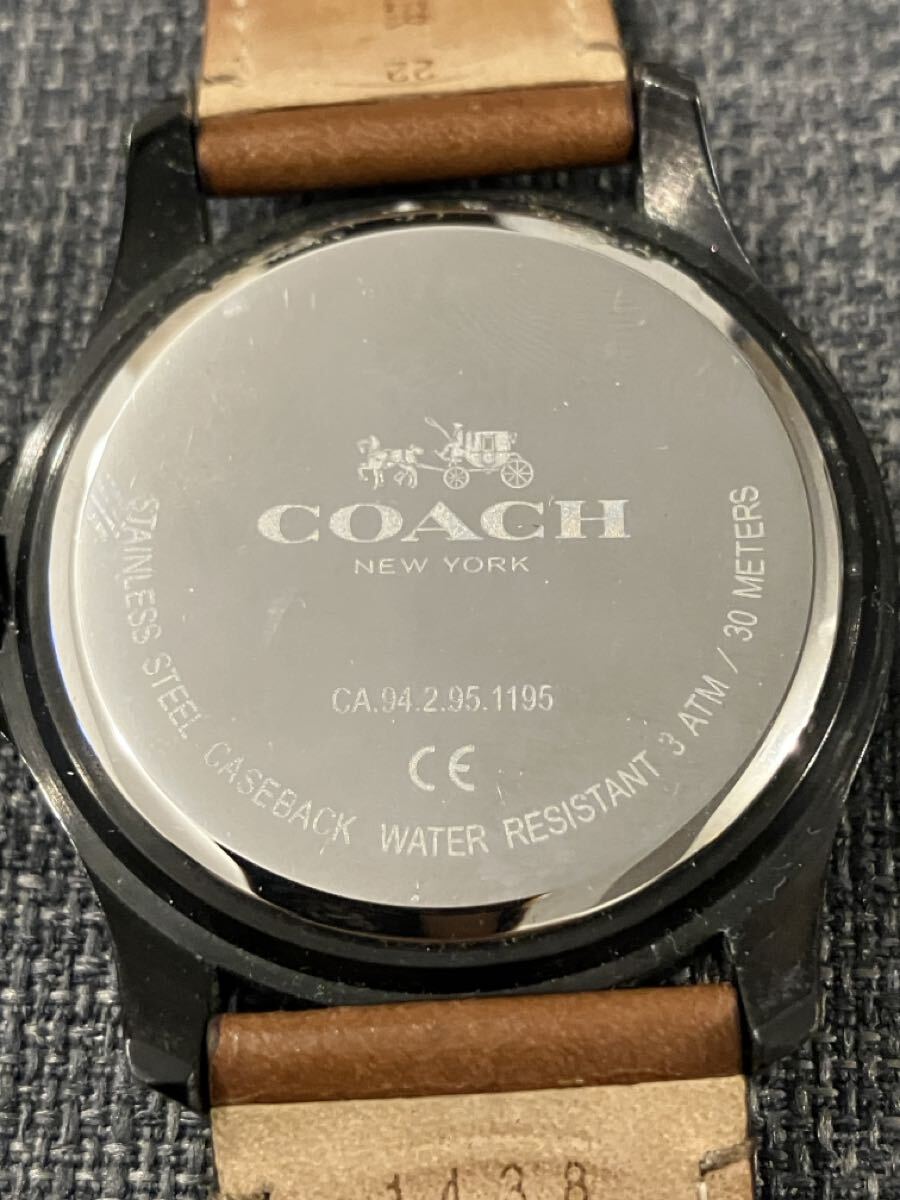 22
COACH
NEW YORK
CA.94.2.95.1195
CE
STAINLESS STEEL CASEBACK WATER RESISTANT 3 ATM / 30 METERS
1438